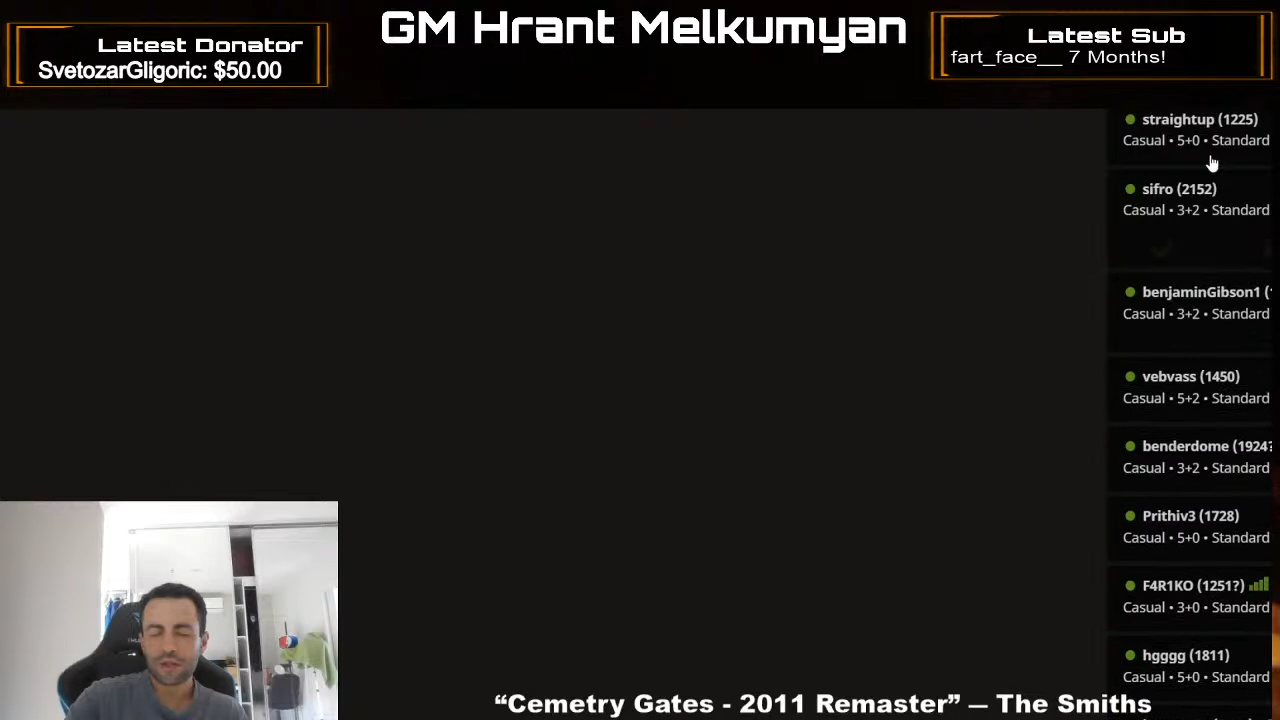 Latest Donator
SvetozarGligoric: $50.00
GM Hrant Melkumyan
Latest Sub
fart_face__ 7 Months!
straightup (1225)
Casual • 5+0 • Standard
sifro (2152)
Casual • 3+2 • Standard
benjaminGibson1 (
Casual • 3+2 • Standard
vebvass (1450)
Casual • 5+2 • Standard
benderdome (1924?
Casual • 3+2 • Standard
Prithiv3 (1728)
Casual • 5+0 • Standard
F4R1KO (1251?)
Casual • 3+0 • Standard
hgggg (1811)
Casual • 5+0 • Standard
“Cemetry Gates - 2011 Remaster” — The Smiths